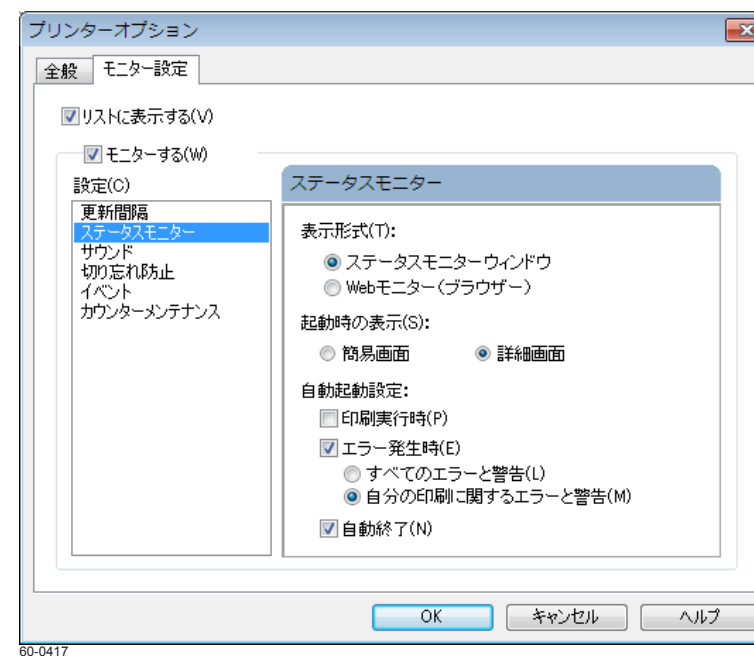 プリンターオプション
全般 モニター設定
リストに表示する(V)
モニターする(W)
設定(C)
更新間隔
ステータスモニター
サウンド
切り忘れ防止
イベント
カウンターメンテナンス
ステータスモニター
表示形式(T):
ステータスモニターウィンドウ
Webモニター(ブラウザー)
起動時の表示(S):
簡易画面 詳細画面
自動起動設定:
印刷実行時(P)
エラー発生時(E)
すべてのエラーと警告(L)
自分の印刷に関するエラーと警告(M)
自動終了(N)
OK キャンセル ヘルプ
60-0417